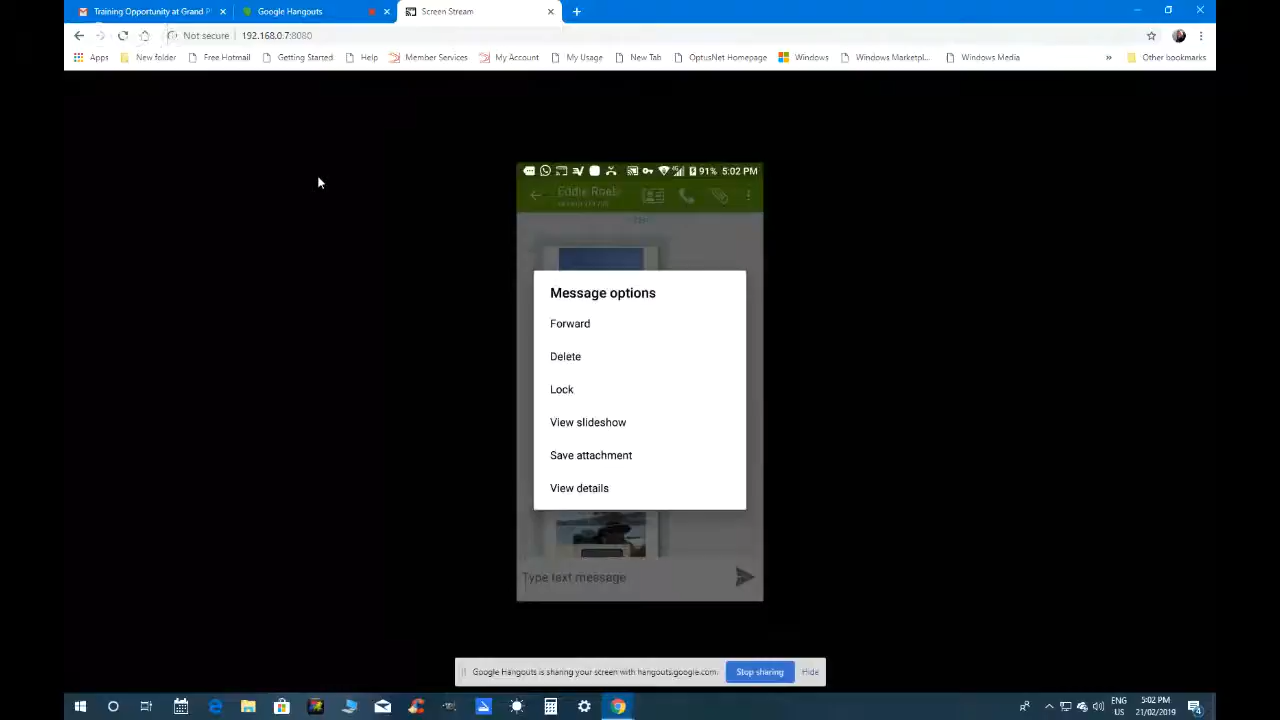 Training Opportunity at Grand P
Google Hangouts
Screen Stream
Not secure
192.168.0.7:8080
Apps
New folder
Free Hotmail
Getting Started
Help
Member Services
My Account
My Usage
New Tab
OptusNet Homepage
Windows
Windows Marketpl...
Windows Media
»
Other bookmarks
91% 5:02 PM
Message options
Forward
Delete
Lock
View slideshow
Save attachment
View details
Type text message
Google Hangouts is sharing your screen with hangouts.google.com.
Stop sharing
Hide
ENG
US
5:02 PM
21/02/2019